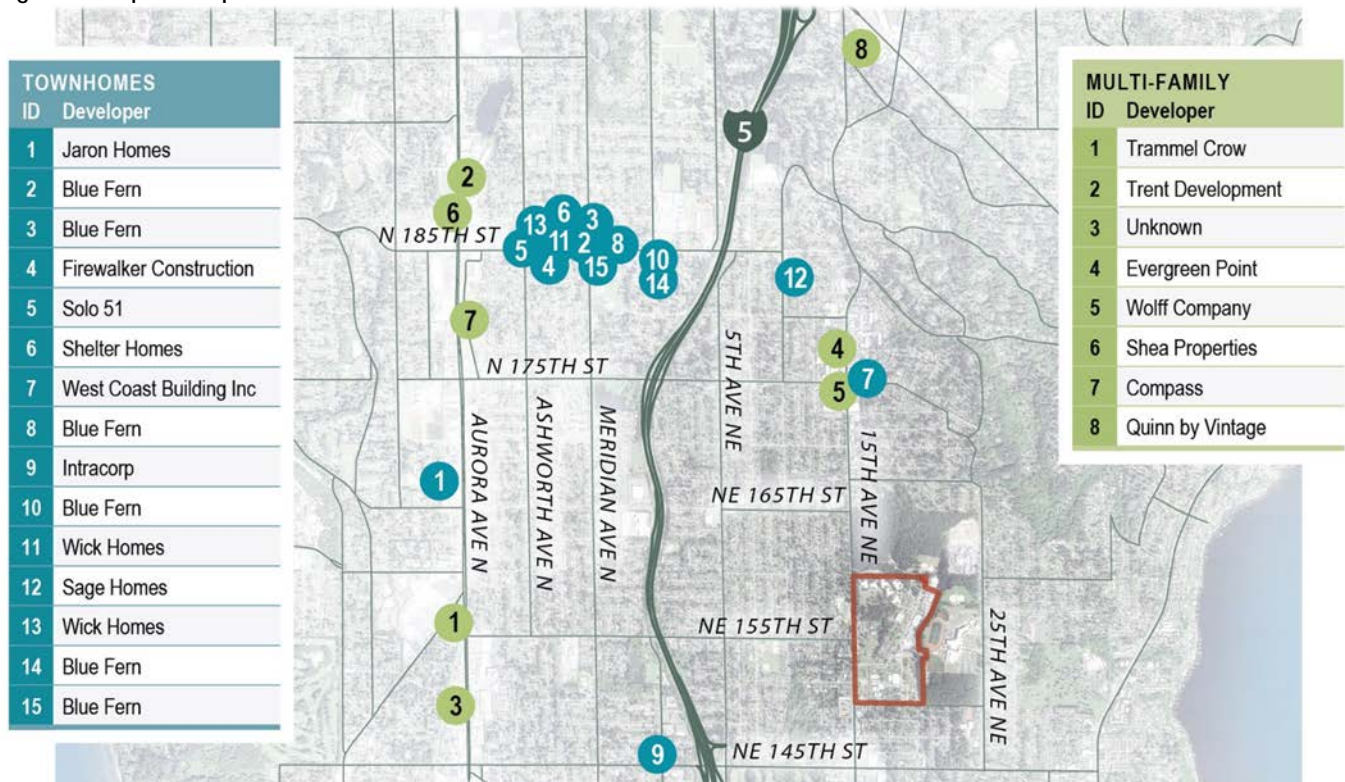 TOWNHOMES
ID Developer
1 Jaron Homes
2 Blue Fern
3 Blue Fern
4 Firewalker Construction
5 Solo 51
6 Shelter Homes
7 West Coast Building Inc
8 Blue Fern
9 Intracorp
10 Blue Fern
11 Wick Homes
12 Sage Homes
13 Wick Homes
14 Blue Fern
15 Blue Fern
MULTI-FAMILY
ID Developer
1 Trammel Crow
2 Trent Development
3 Unknown
4 Evergreen Point
5 Wolff Company
6 Shea Properties
7 Compass
8 Quinn by Vintage
8
5
2
6
13
6
3
N 185TH ST
5
11
2
8
4
15
10
14
12
7
4
N 175TH ST
5
7
5TH AVE NE
AURORA AVE N
ASHWORTH AVE N
MERIDIAN AVE N
15TH AVE NE
1
NE 165TH ST
1
NE 155TH ST
25TH AVE NE
3
9
NE 145TH ST